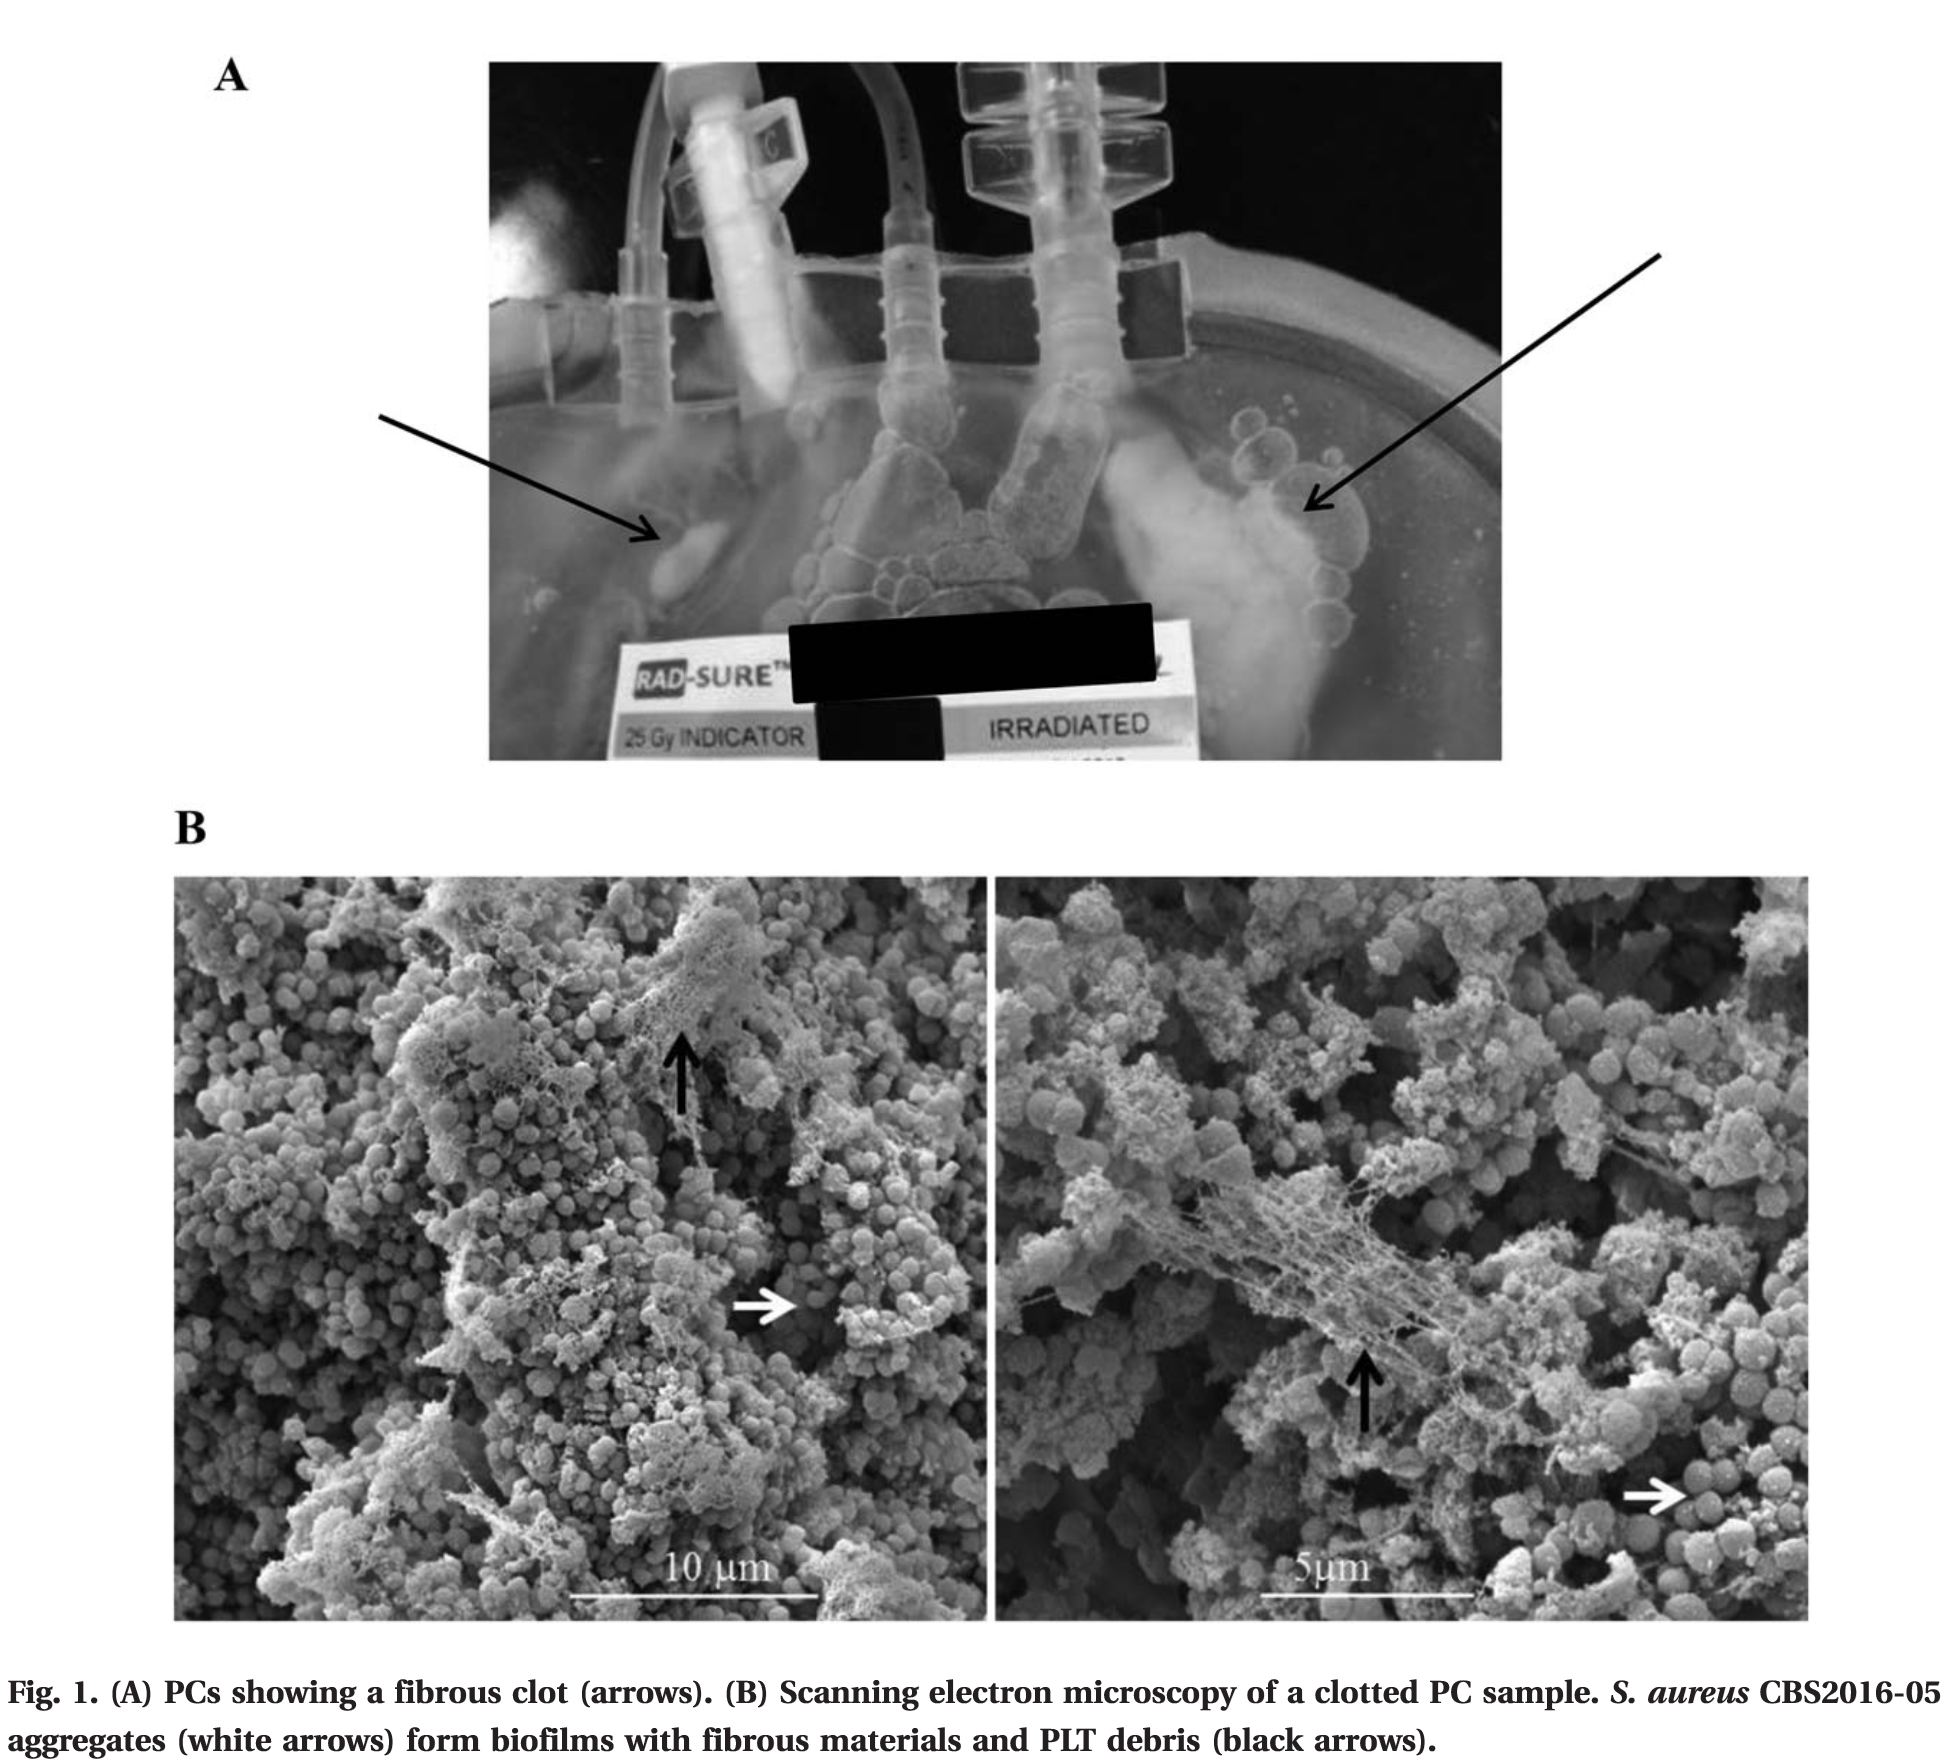 A
RAD-SURE™
25 Gy INDICATOR
IRRADIATED
B
10 µm
5µm
Fig. 1. (A) PCs showing a fibrous clot (arrows). (B) Scanning electron microscopy of a clotted PC sample. S. aureus CBS2016-05
aggregates (white arrows) form biofilms with fibrous materials and PLT debris (black arrows).